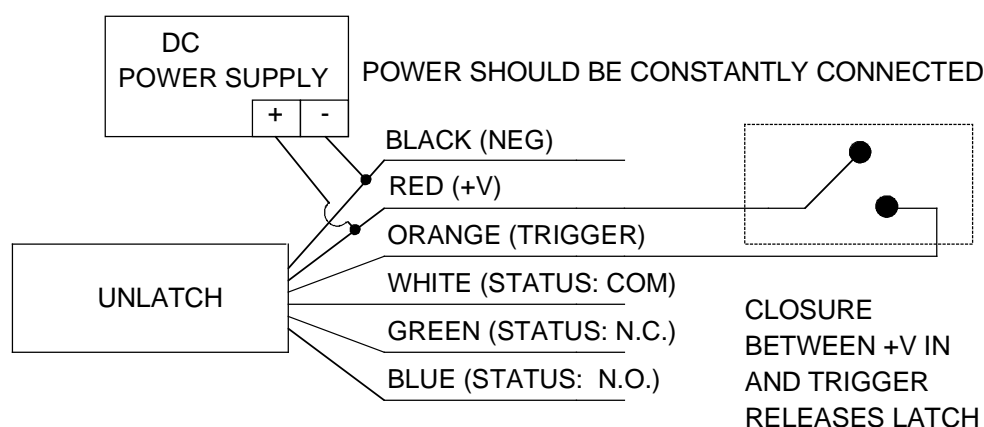 DC
POWER SUPPLY
+ -
POWER SHOULD BE CONSTANTLY CONNECTED
BLACK (NEG)
RED (+V)
ORANGE (TRIGGER)
WHITE (STATUS: COM)
GREEN (STATUS: N.C.)
BLUE (STATUS:  N.O.)
UNLATCH
CLOSURE
BETWEEN +V IN
AND TRIGGER
RELEASES LATCH